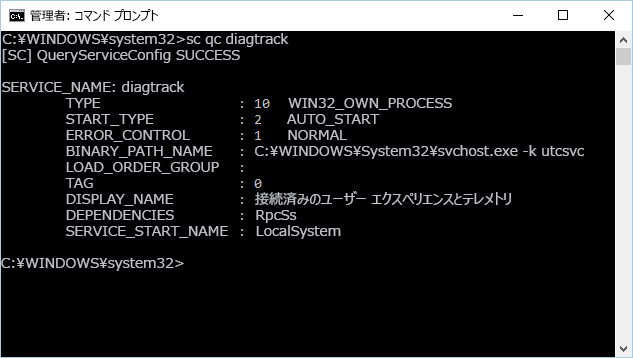 管理者: コマンド プロンプト
C:¥WINDOWS¥system32>sc qc diagtrack
[SC] QueryServiceConfig SUCCESS
SERVICE_NAME: diagtrack
TYPE : 10 WIN32_OWN_PROCESS
START_TYPE : 2 AUTO_START
ERROR_CONTROL : 1 NORMAL
BINARY_PATH_NAME : C:¥WINDOWS¥System32¥svchost.exe -k utcsvc
LOAD_ORDER_GROUP :
TAG : 0
DISPLAY_NAME : 接続済みのユーザー エクスペリエンスとテレメトリ
DEPENDENCIES : RpcSs
SERVICE_START_NAME : LocalSystem
C:¥WINDOWS¥system32>